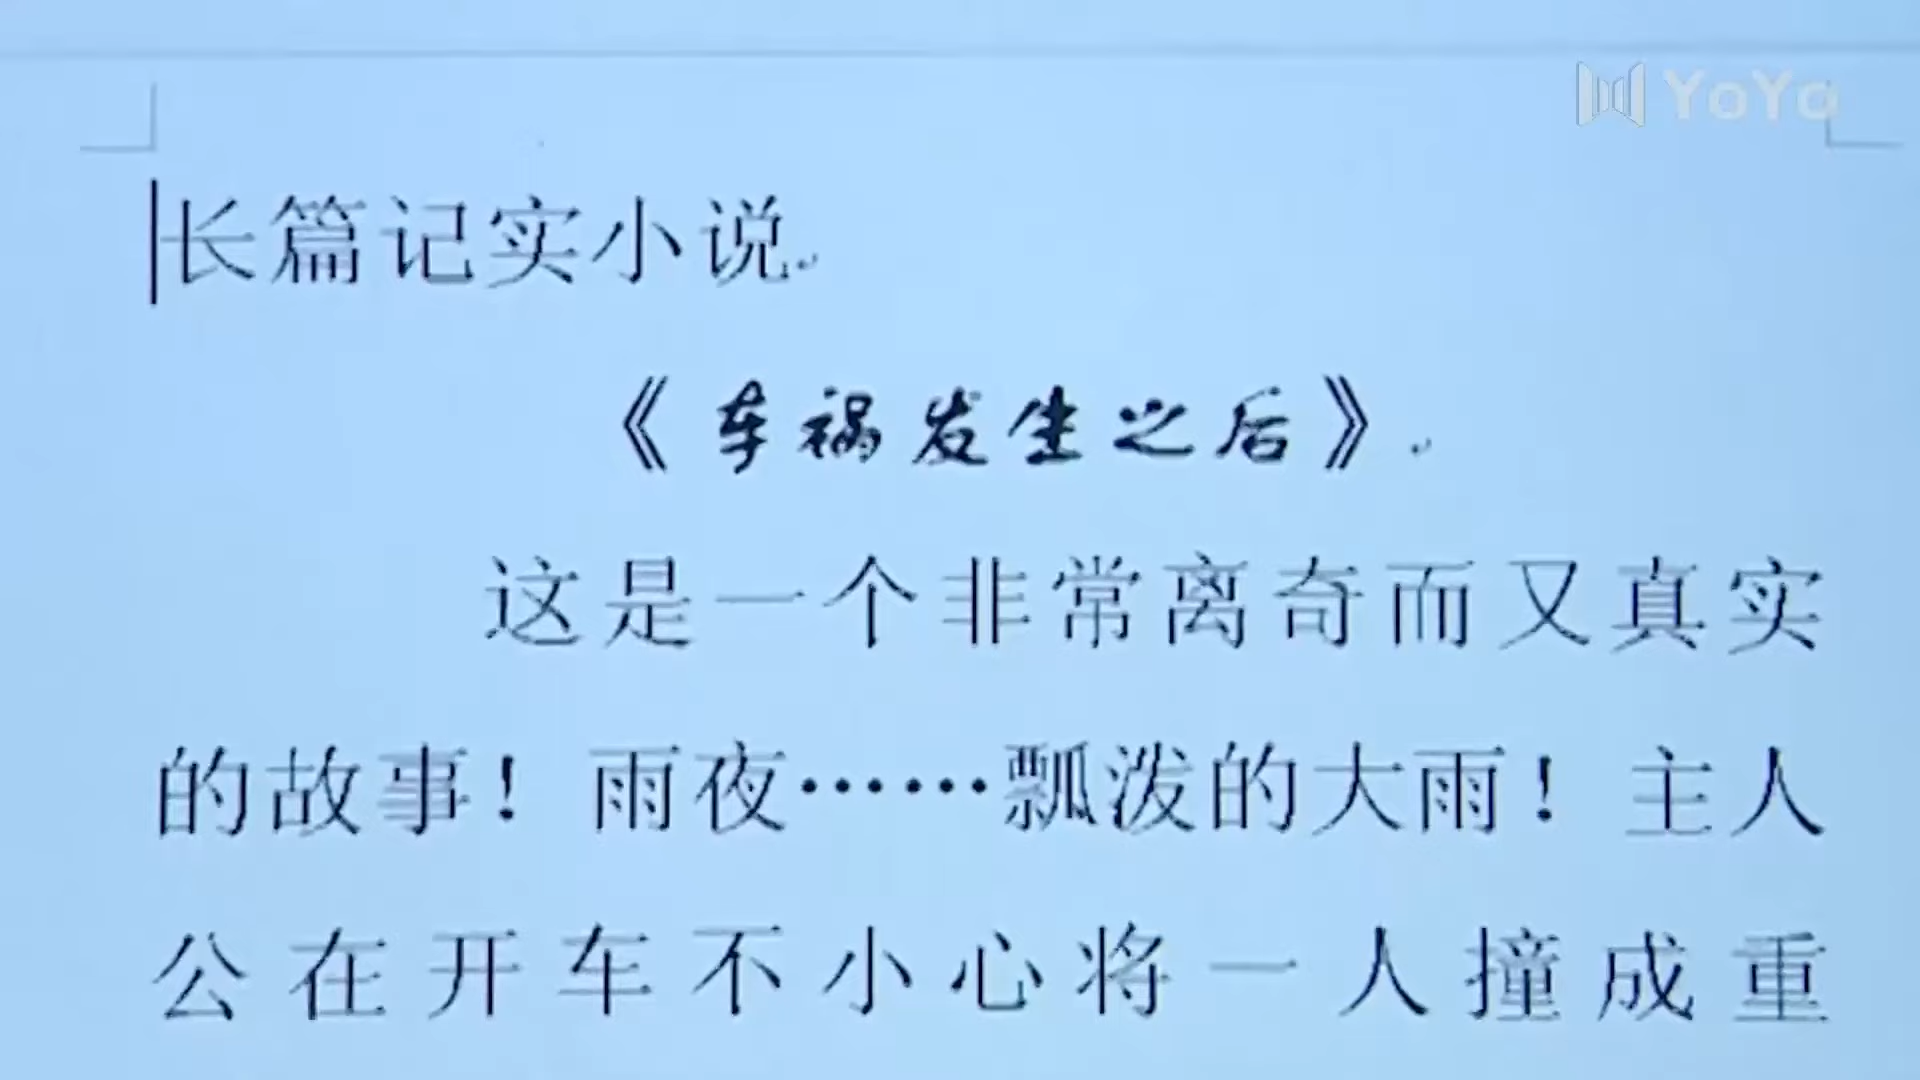 YoYo
长篇记实小说
《车祸发生之后》
这是一个非常离奇而又真实
的故事！雨夜……瓢泼的大雨！主人
公在开车不小心将一人撞成重